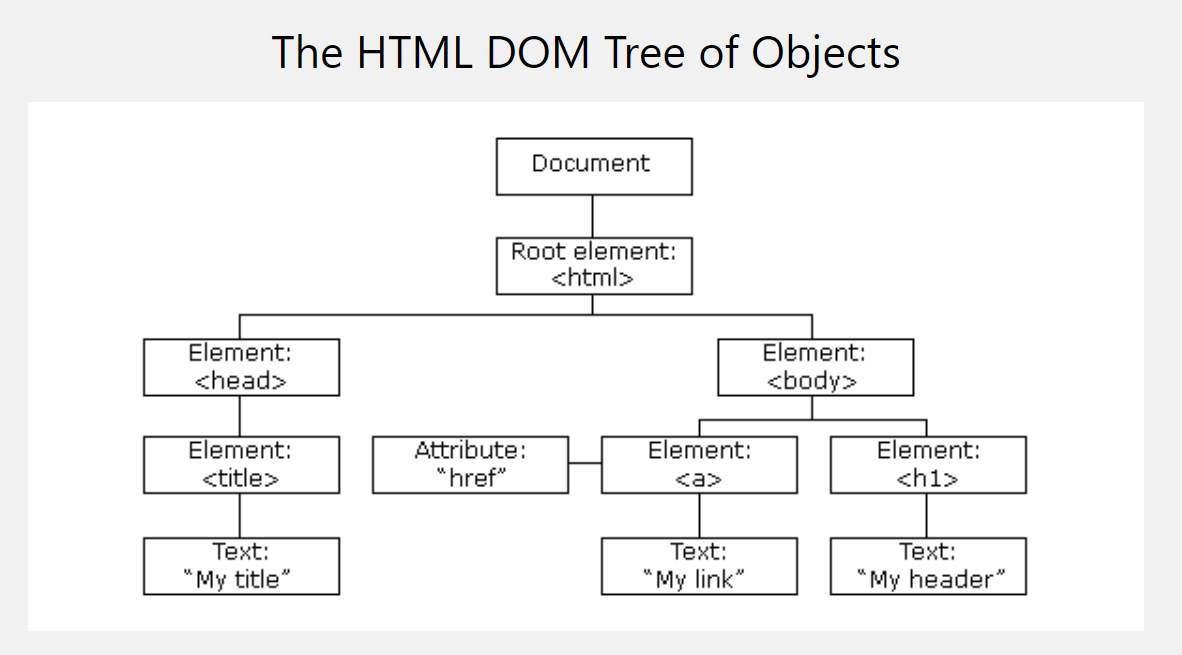 The HTML DOM Tree of Objects
Document
Root element:
<html>
Element:
<head>
Element:
<body>
Element:
<title>
Attribute:
“href”
Element:
<a>
Element:
<h1>
Text:
“My title”
Text:
“My link”
Text:
“My header”